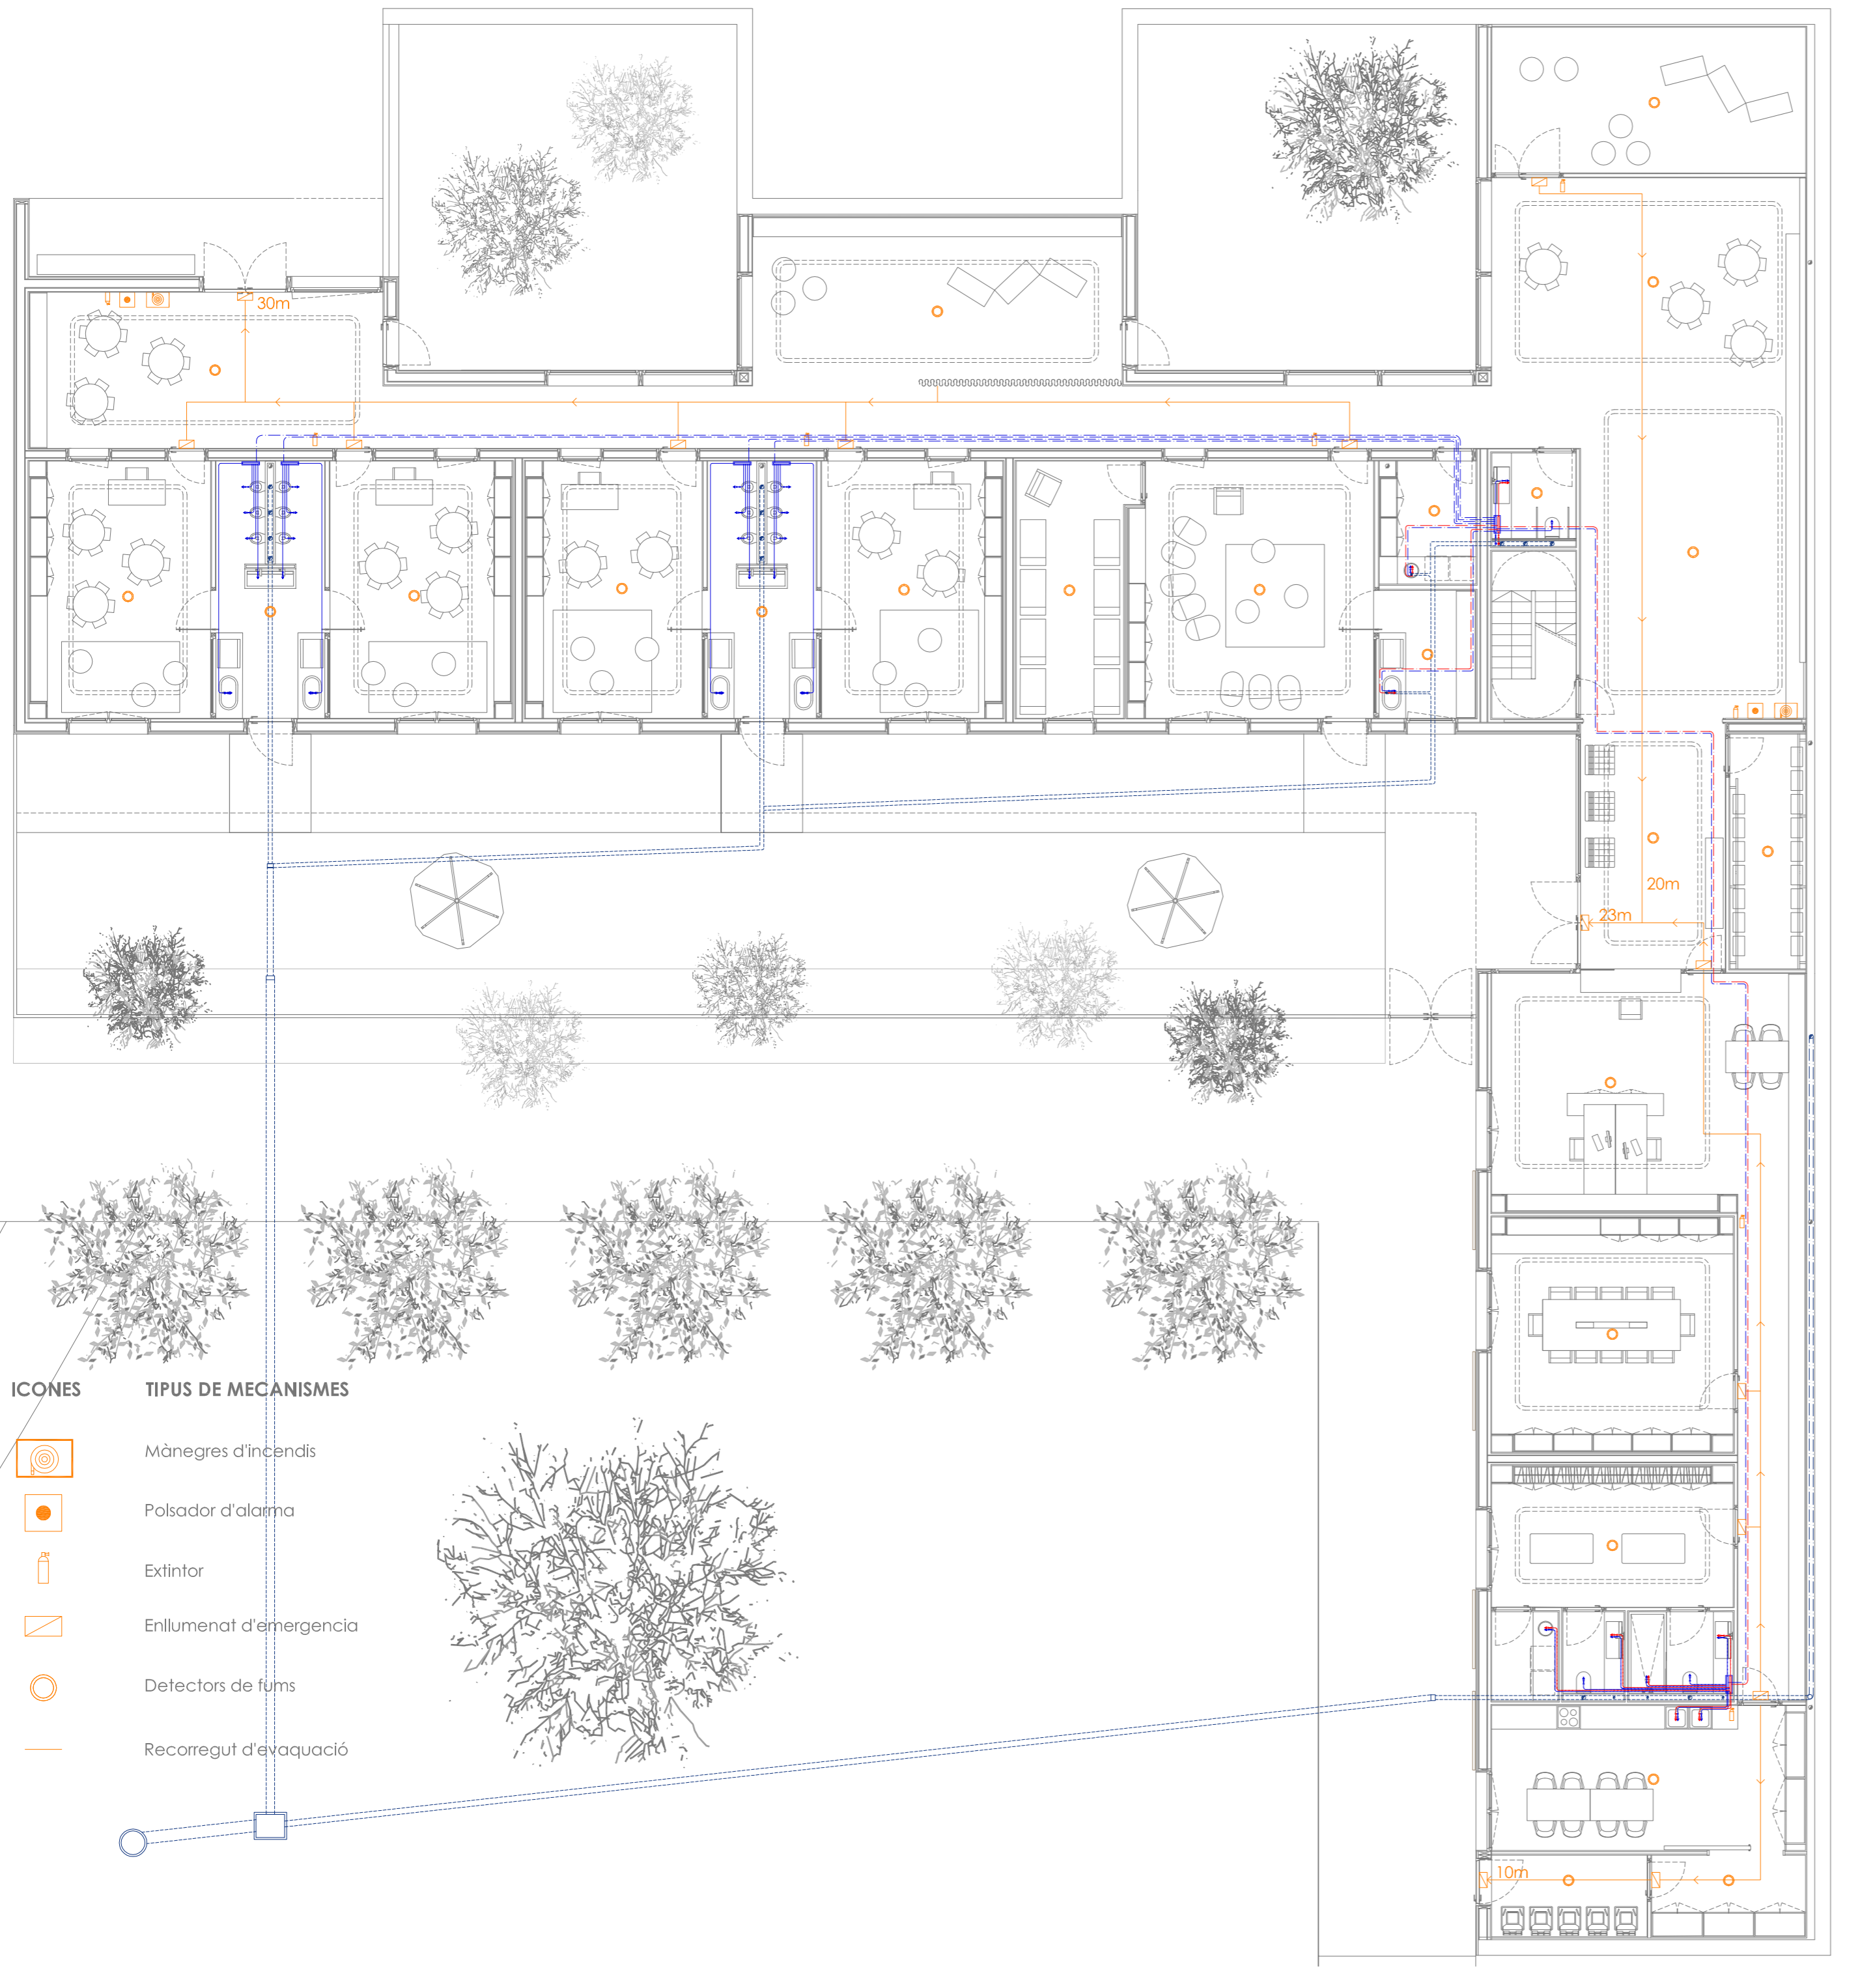 30m
20m
23m
ICONES TIPUS DE MECANISMES
Mànegres d'incendis
Polsador d'alarma
Extintor
Enllumenat d'emergencia
Detectors de fums
Recorregut d'evaquació
10m